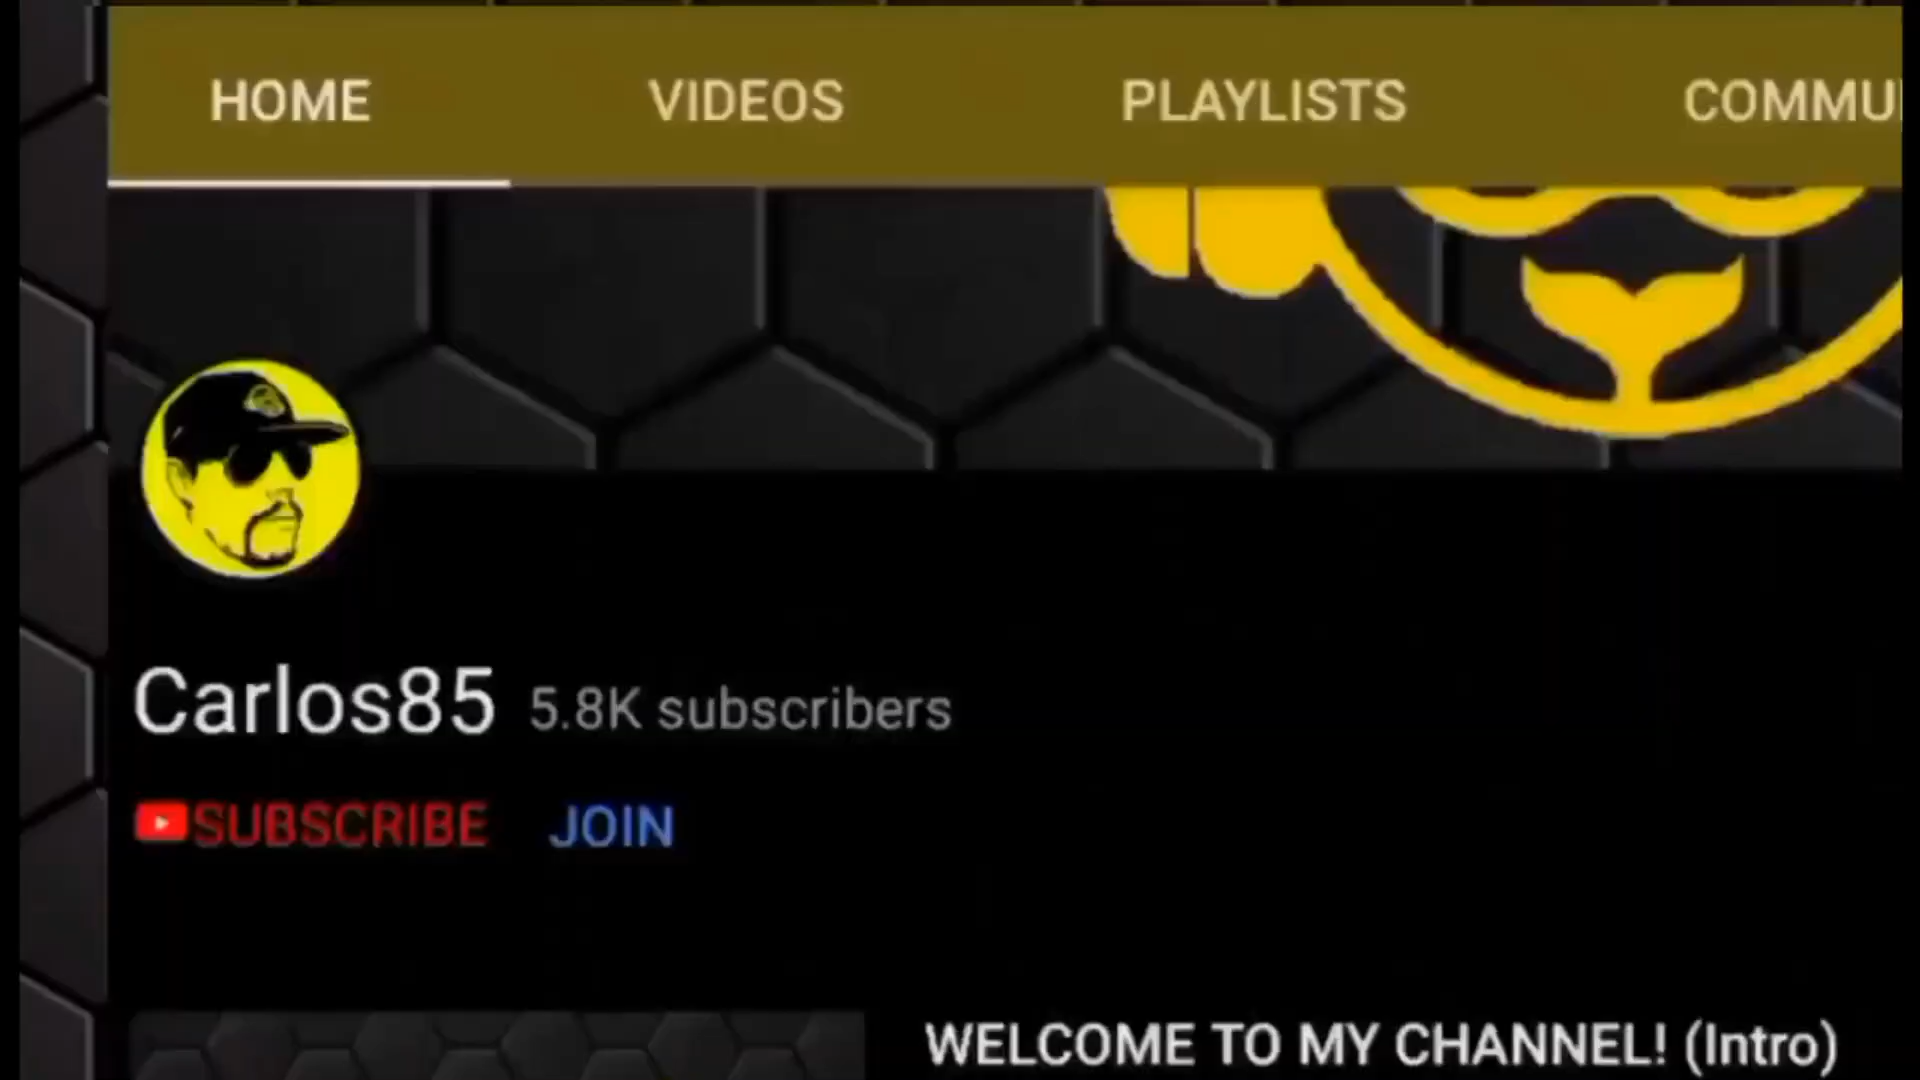 HOME VIDEOS PLAYLISTS COMMU
Carlos85 5.8K subscribers
SUBSCRIBE JOIN
WELCOME TO MY CHANNEL! (Intro)